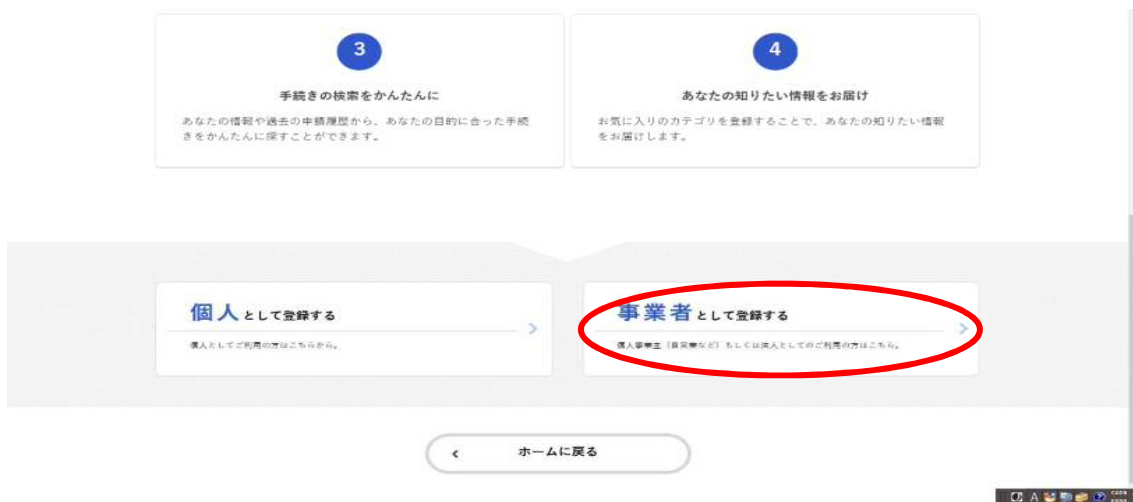 3
手続きの検索をかんたんに
あなたの情報や過去の申請履歴から、あなたの目的に合った手続
きをかんたんに探すことができます。
4
あなたの知りたい情報をお届け
お気に入りのカテゴリを登録することで、あなたの知りたい情報
をお届けします。
個人として登録する
個人としてご利用の方はこちらから。
事業者として登録する
個人事業主(自営業など)もしくは法人としてのご利用の方はこちら。
ホームに戻る
A